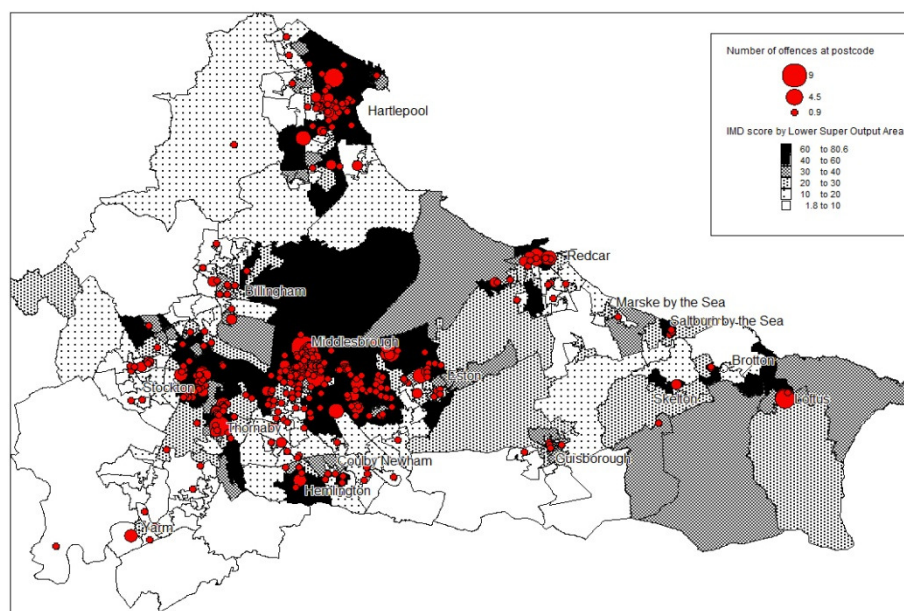 Number of offences at postcode
9
4.5
0.9
IMD score by Lower Super Output Area
60 to 80.6
40 to 60
30 to 40
20 to 30
10 to 20
1.8 to 10
Hartlepool
Redcar
Billingham
Marske by the Sea
Saltburn by the Sea
Middlesbrough
Brotton
Eston
Stockton
Skelton
Loftus
Thornaby
Coulby Newham
Guisborough
Hemlington
Yarm